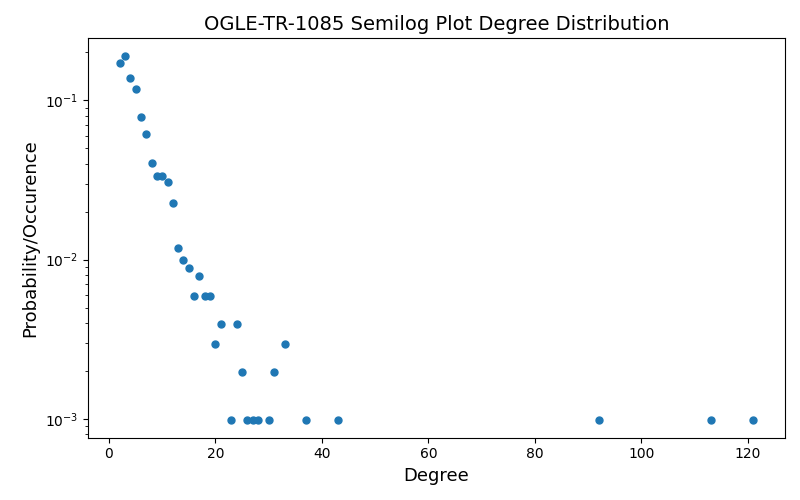 OGLE-TR-1085 Semilog Plot Degree Distribution
Probability/Occurence
10⁻¹
10⁻²
10⁻³
0 20 40 60 80 100 120
Degree